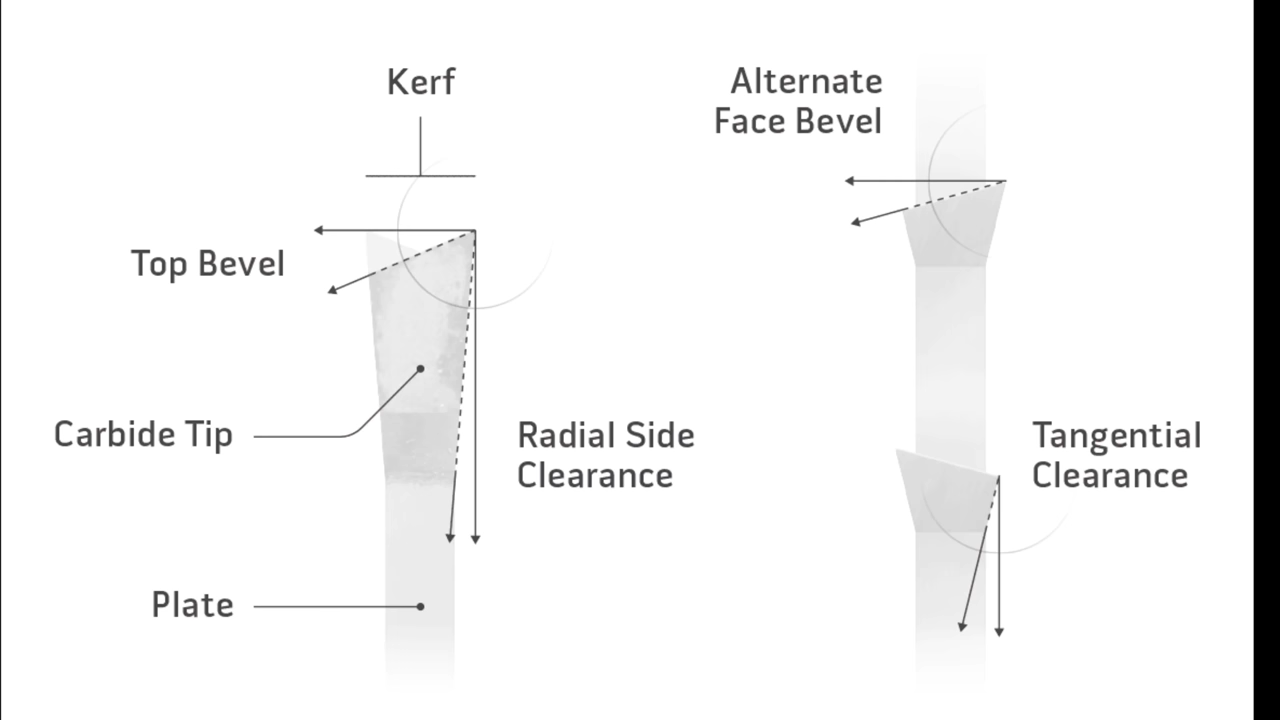 Kerf
Alternate
Face Bevel
Top Bevel
Carbide Tip
Radial Side
Clearance
Tangential
Clearance
Plate